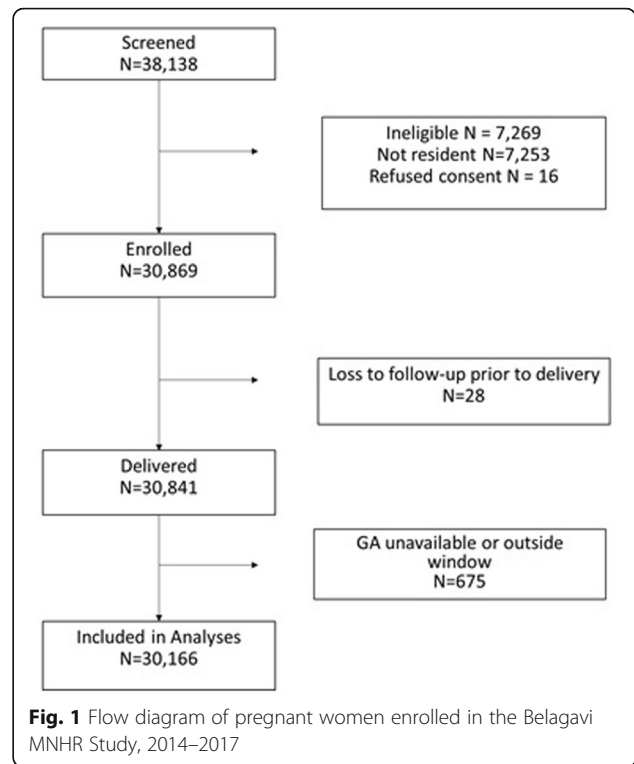 Screened
N=38,138
Ineligible N = 7,269
Not resident N=7,253
Refused consent N = 16
Enrolled
N=30,869
Loss to follow-up prior to delivery
N=28
Delivered
N=30,841
GA unavailable or outside
window
N=675
Included in Analyses
N=30,166
Fig. 1 Flow diagram of pregnant women enrolled in the Belagavi
MNHR Study, 2014–2017